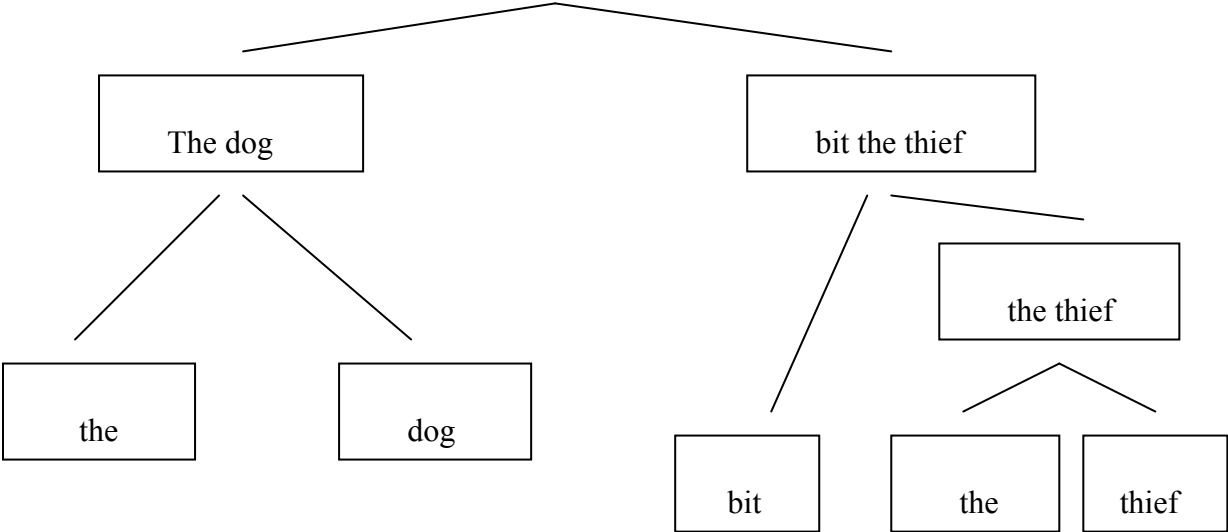 The dog
bit the thief
the thief
the
dog
bit
the
thief